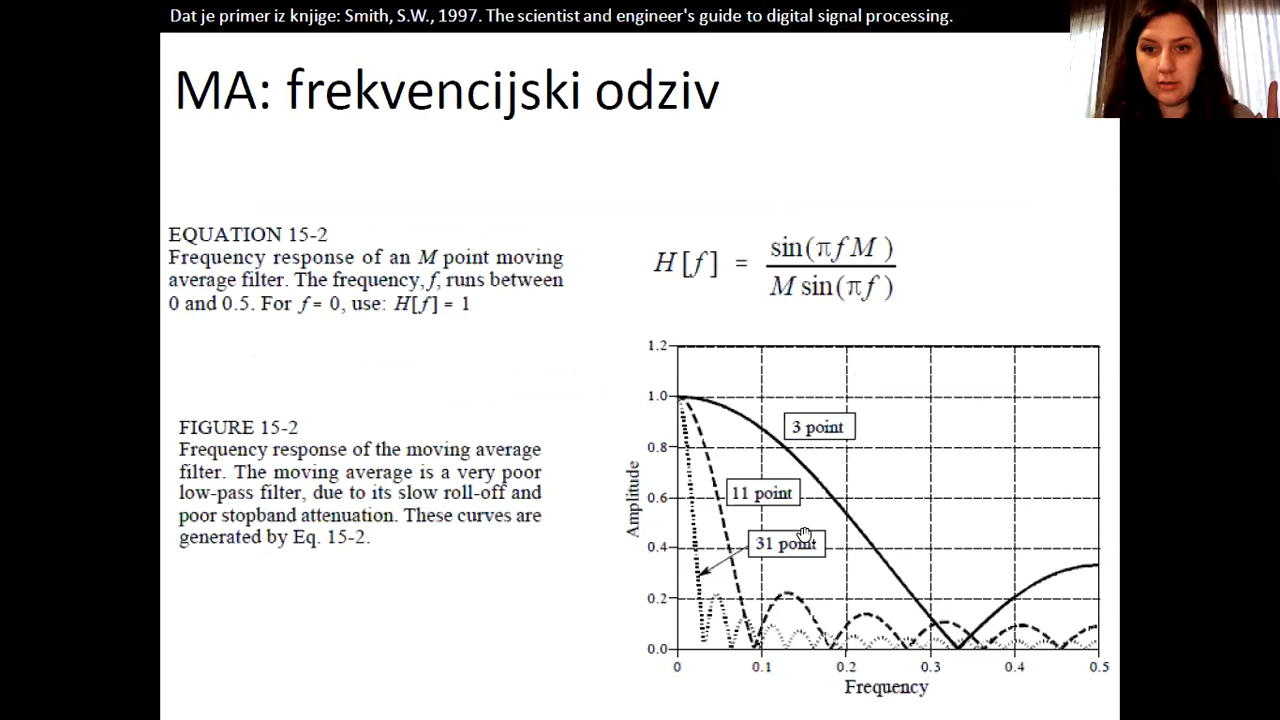 Dat je primer iz knjige: Smith, S.W., 1997. The scientist and engineer's guide to digital signal processing.
MA: frekvencijski odziv
EQUATION 15-2
Frequency response of an M point moving
average filter. The frequency, f, runs between
0 and 0.5. For f = 0, use: H[f] = 1
H[f] = sin(πfM) / M sin(πf)
FIGURE 15-2
Frequency response of the moving average
filter. The moving average is a very poor
low-pass filter, due to its slow roll-off and
poor stopband attenuation. These curves are
generated by Eq. 15-2.
1.2
1.0
0.8
0.6
0.4
0.2
0.0
Amplitude
3 point
11 point
31 point
0 0.1 0.2 0.3 0.4 0.5
Frequency